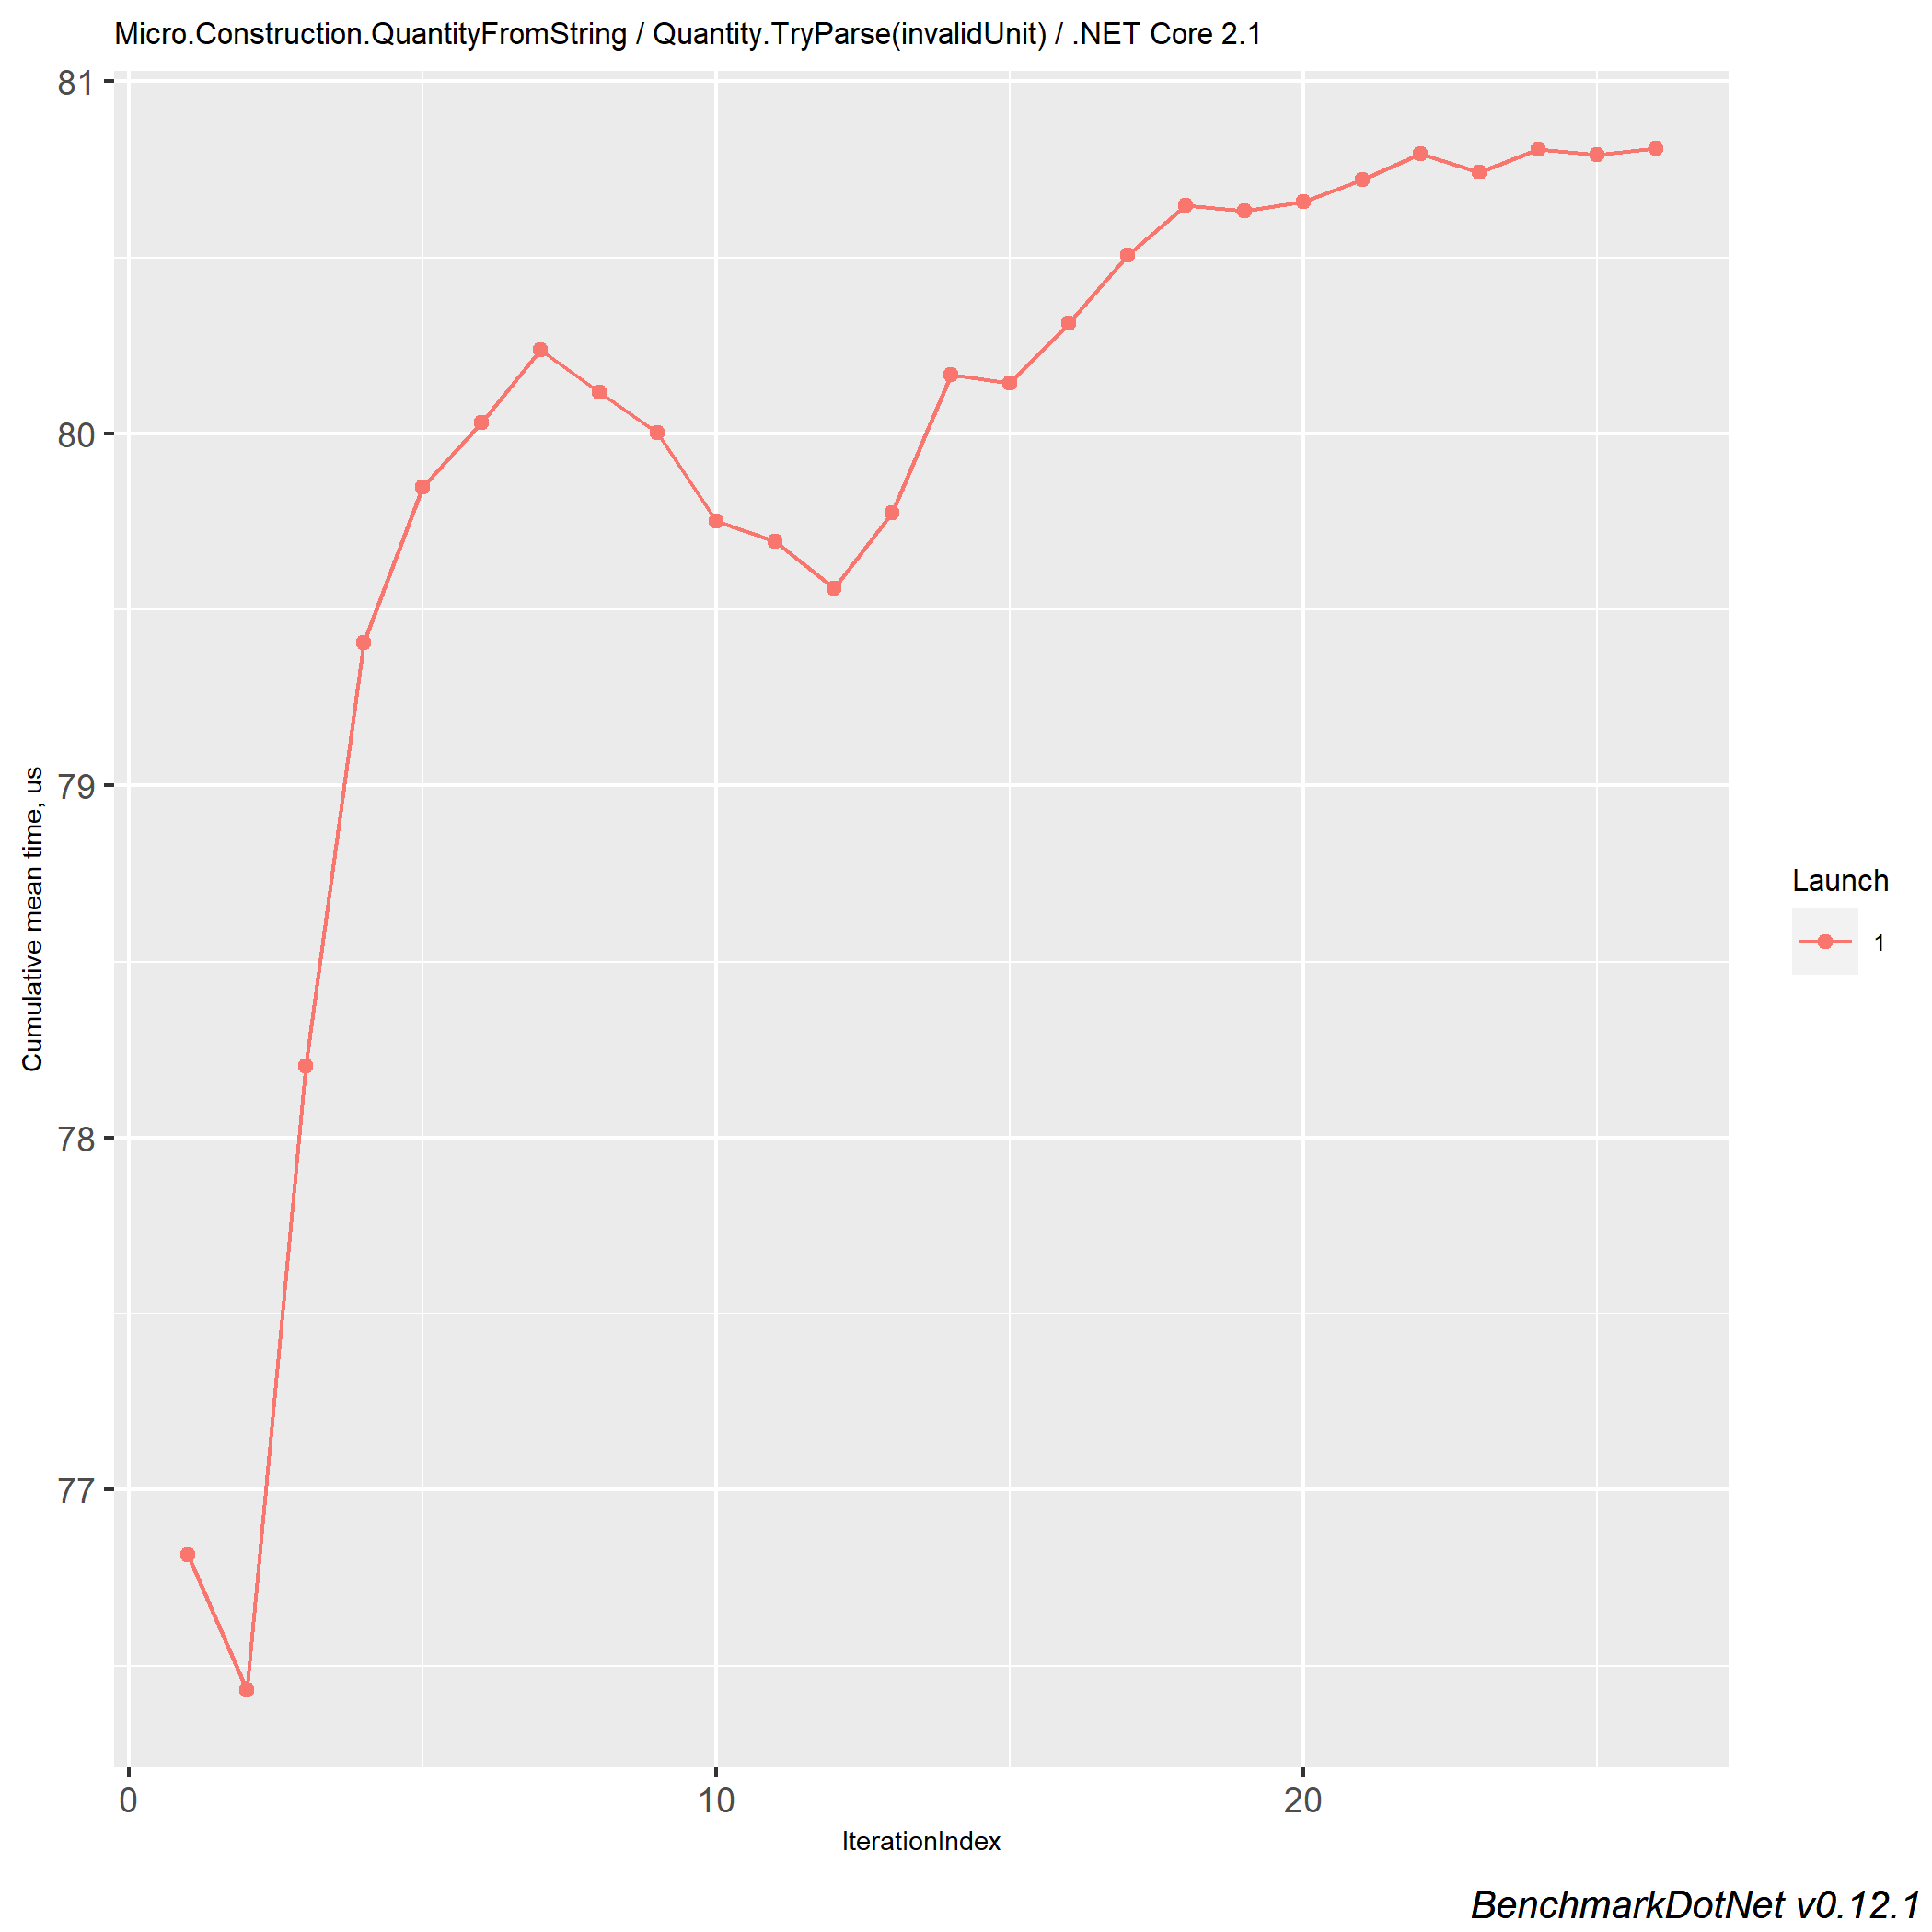 Micro.Construction.QuantityFromString / Quantity.TryParse(invalidUnit) / .NET Core 2.1
81
80
79
78
77
Cumulative mean time, us
0 10 20
IterationIndex
Launch
1
BenchmarkDotNet v0.12.1